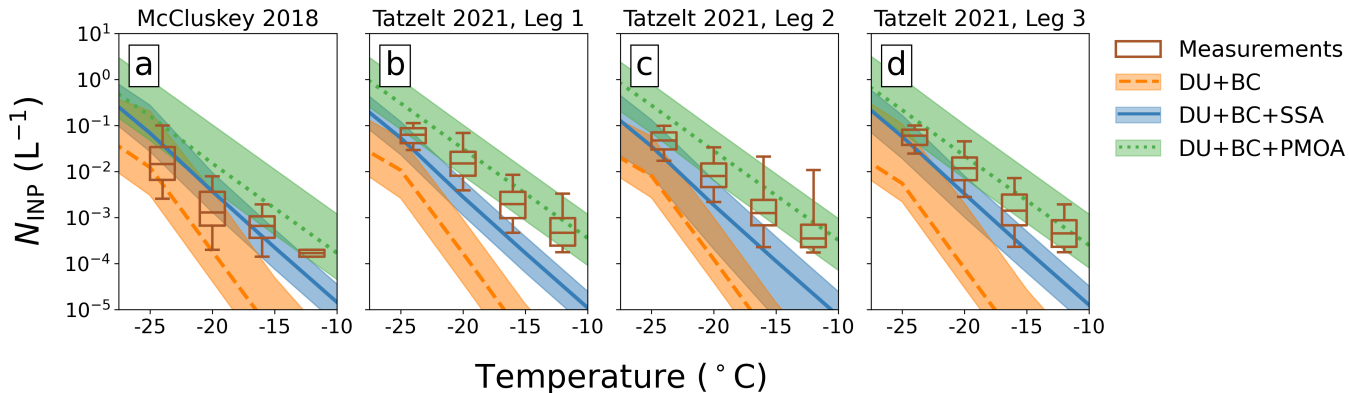 McCluskey 2018
Tatzelt 2021, Leg 1
Tatzelt 2021, Leg 2
Tatzelt 2021, Leg 3
a
b
c
d
N_INP (L⁻¹)
10¹
10⁰
10⁻¹
10⁻²
10⁻³
10⁻⁴
10⁻⁵
-25 -20 -15 -10
-25 -20 -15 -10
-25 -20 -15 -10
-25 -20 -15 -10
Temperature (°C)
Measurements
DU+BC
DU+BC+SSA
DU+BC+PMOA